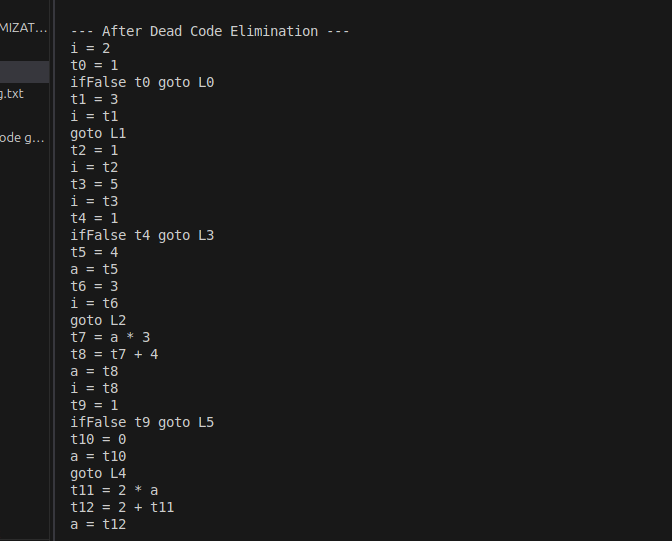 MIZAT...
g.txt
ode g...
--- After Dead Code Elimination ---
i = 2
t0 = 1
ifFalse t0 goto L0
t1 = 3
i = t1
goto L1
t2 = 1
i = t2
t3 = 5
i = t3
t4 = 1
ifFalse t4 goto L3
t5 = 4
a = t5
t6 = 3
i = t6
goto L2
t7 = a * 3
t8 = t7 + 4
a = t8
i = t8
t9 = 1
ifFalse t9 goto L5
t10 = 0
a = t10
goto L4
t11 = 2 * a
t12 = 2 + t11
a = t12